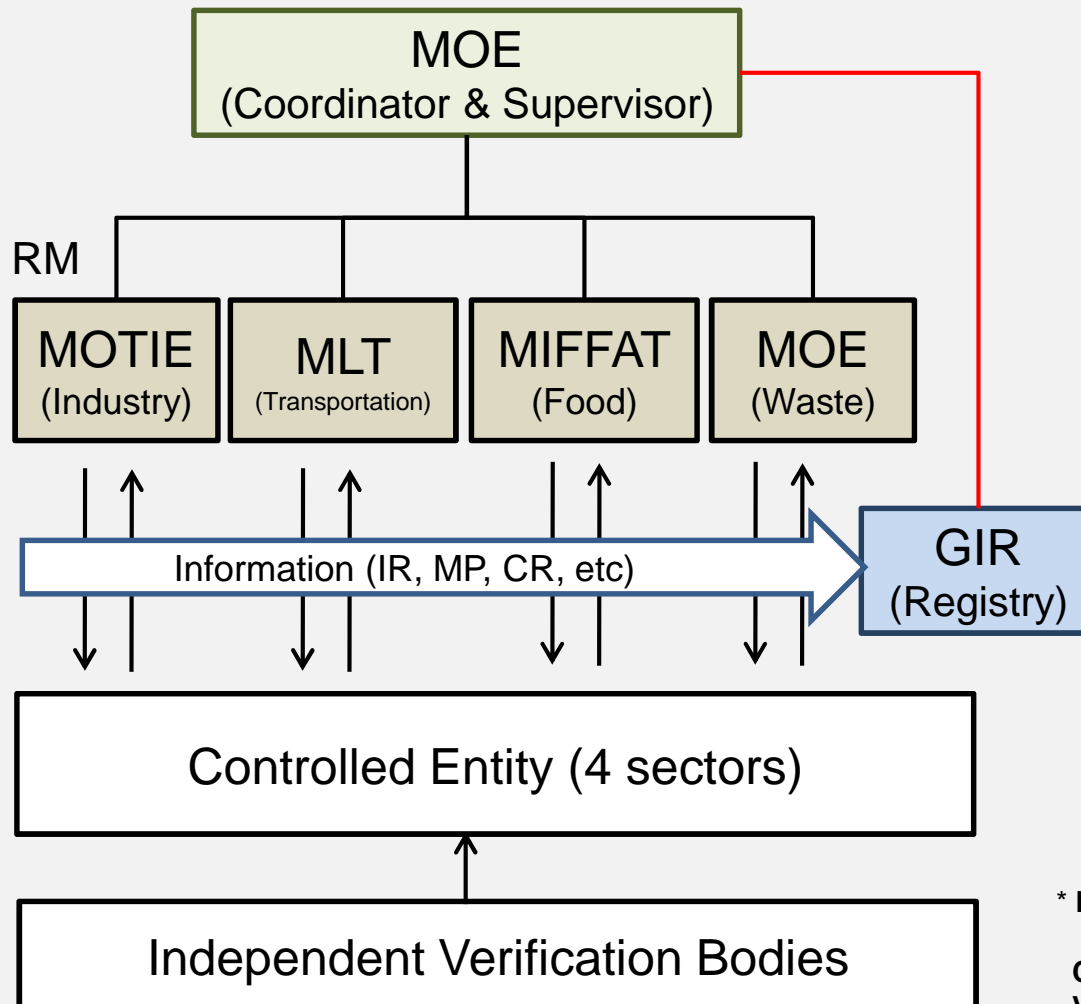 MOE
(Coordinator & Supervisor)
RM
MOTIE
(Industry)
MLT
(Transportation)
MIFFAT
(Food)
MOE
(Waste)
Information (IR, MP, CR, etc)
GIR
(Registry)
Controlled Entity (4 sectors)
Independent Verification Bodies
*